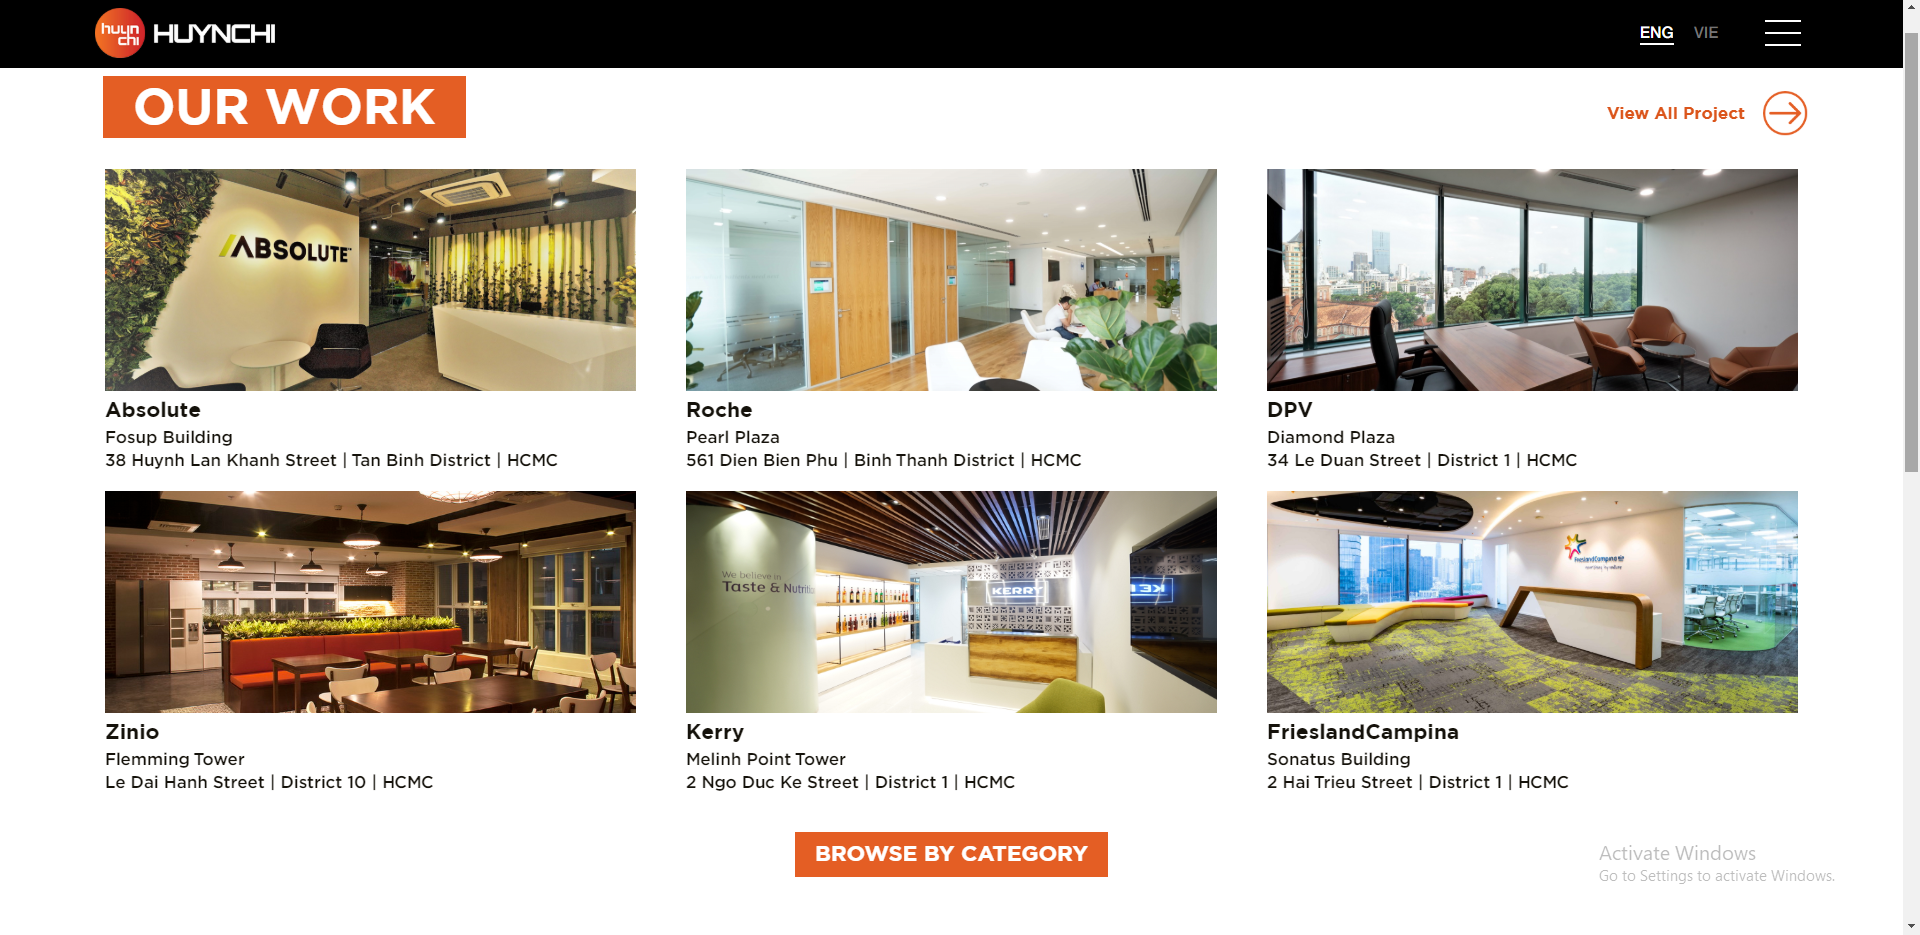 huyn
chi
HUYNCHI
ENG VIE
OUR WORK
View All Project
ABSOLUTE
Absolute
Fosup Building
38 Huynh Lan Khanh Street | Tan Binh District | HCMC
Roche
Pearl Plaza
561 Dien Bien Phu | Binh Thanh District | HCMC
DPV
Diamond Plaza
34 Le Duan Street | District 1 | HCMC
We believe in
Taste & Nutriti
KERRY
FrieslandCampina
nourishing by nature
Zinio
Flemming Tower
Le Dai Hanh Street | District 10 | HCMC
Kerry
Melinh Point Tower
2 Ngo Duc Ke Street | District 1 | HCMC
FrieslandCampina
Sonatus Building
2 Hai Trieu Street | District 1 | HCMC
BROWSE BY CATEGORY
Activate Windows
Go to Settings to activate Windows.